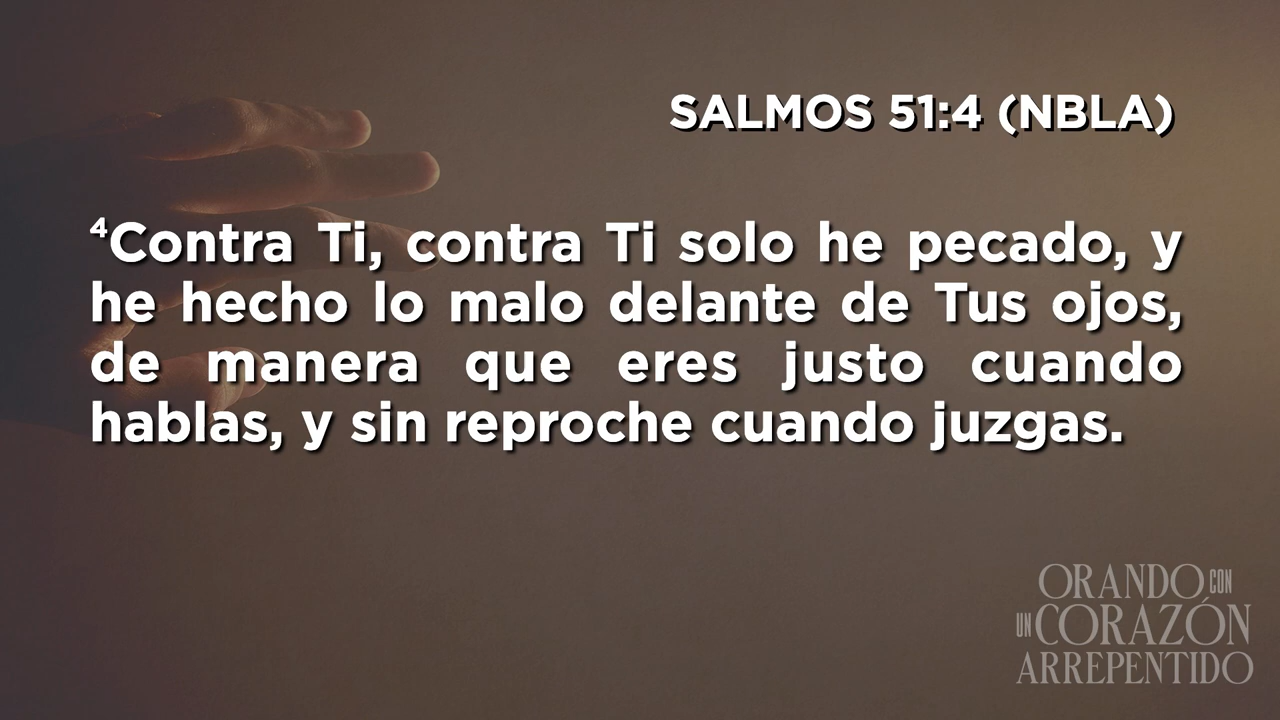 SALMOS 51:4 (NBLA)
⁴Contra Ti, contra Ti solo he pecado, y
he hecho lo malo delante de Tus ojos,
de manera que eres justo cuando
hablas, y sin reproche cuando juzgas.
ORANDO CON
UN CORAZÓN
ARREPENTIDO